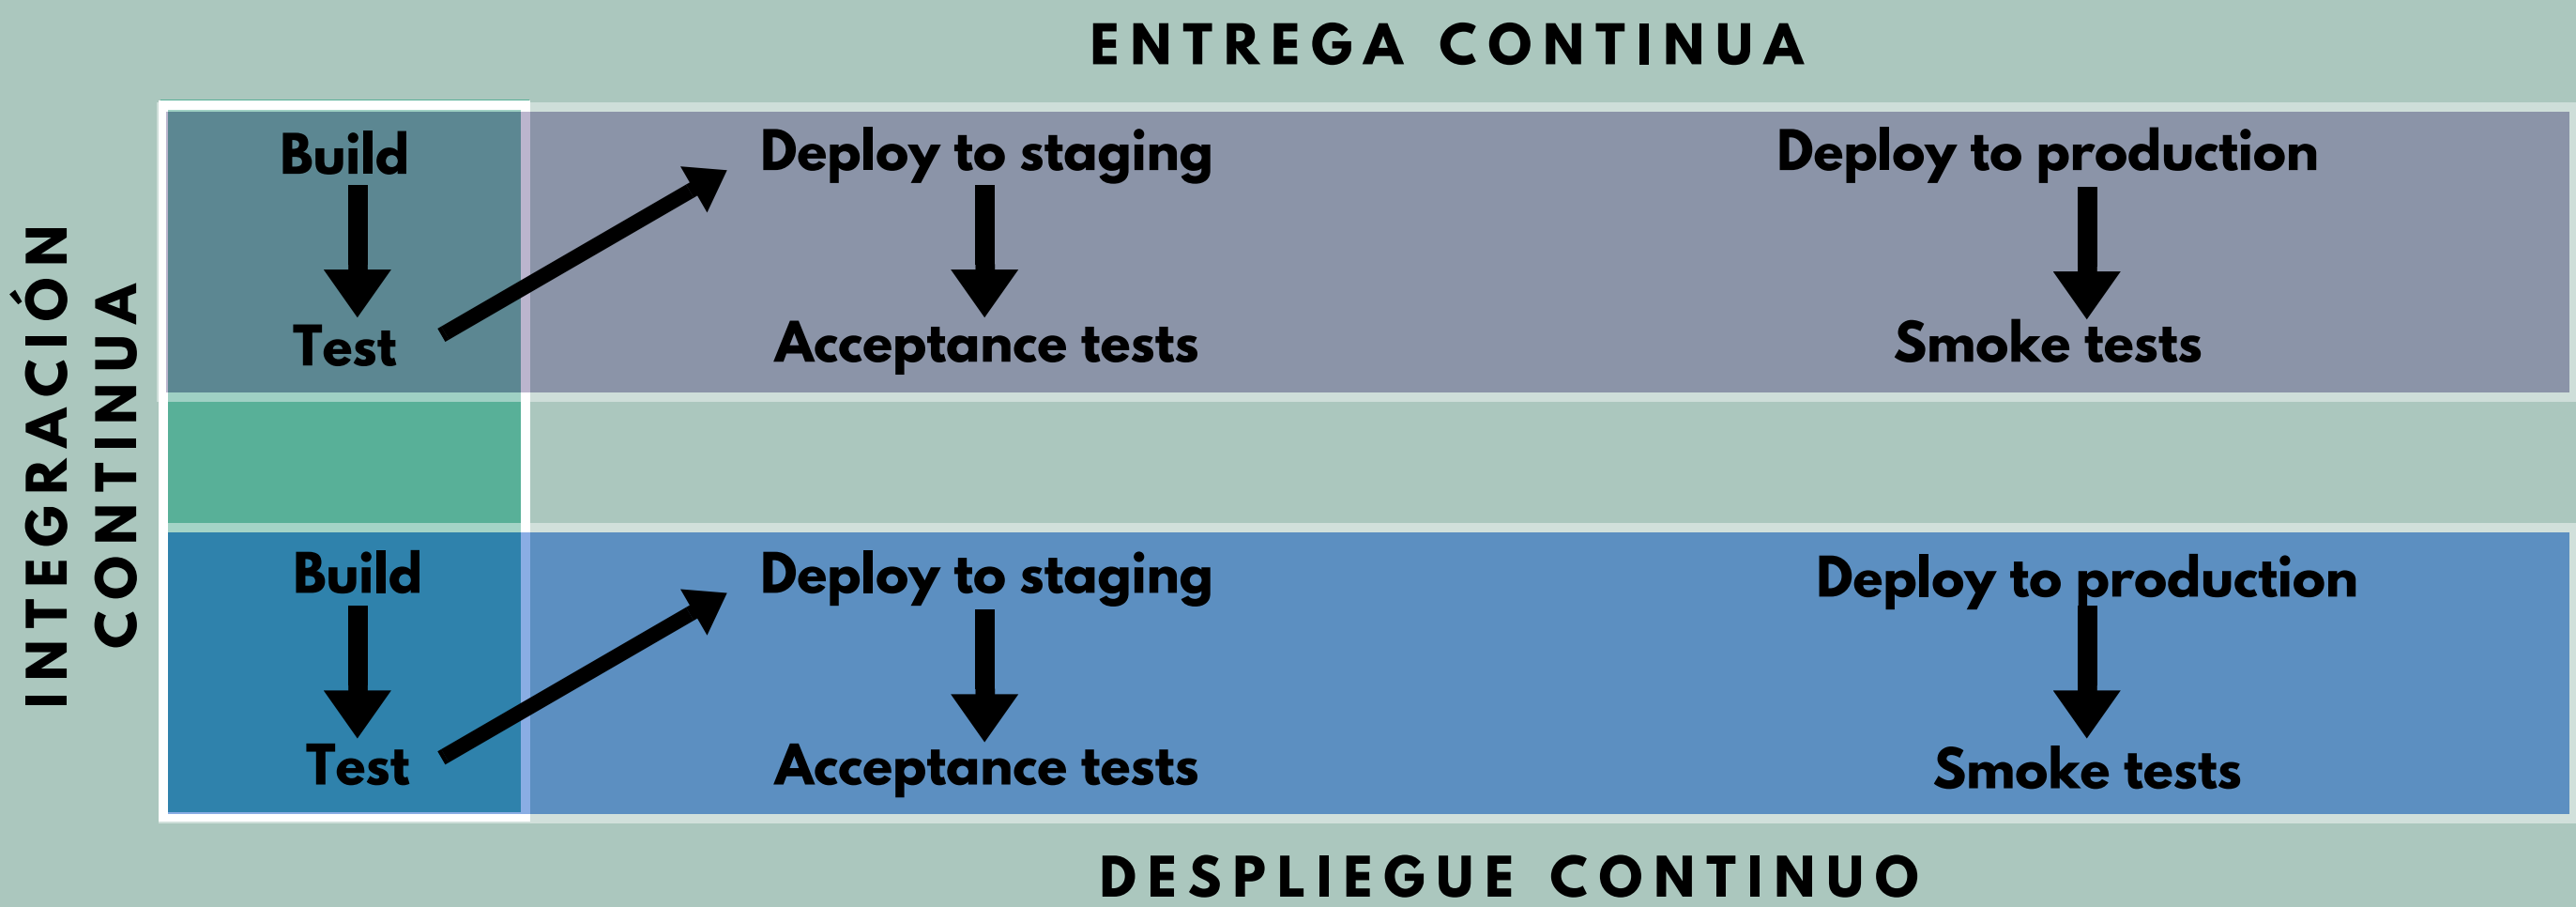 ENTREGA CONTINUA
INTEGRACIÓN
CONTINUA
Build
Deploy to staging
Deploy to production
Test
Acceptance tests
Smoke tests
Build
Deploy to staging
Deploy to production
Test
Acceptance tests
Smoke tests
DESPLIEGUE CONTINUO